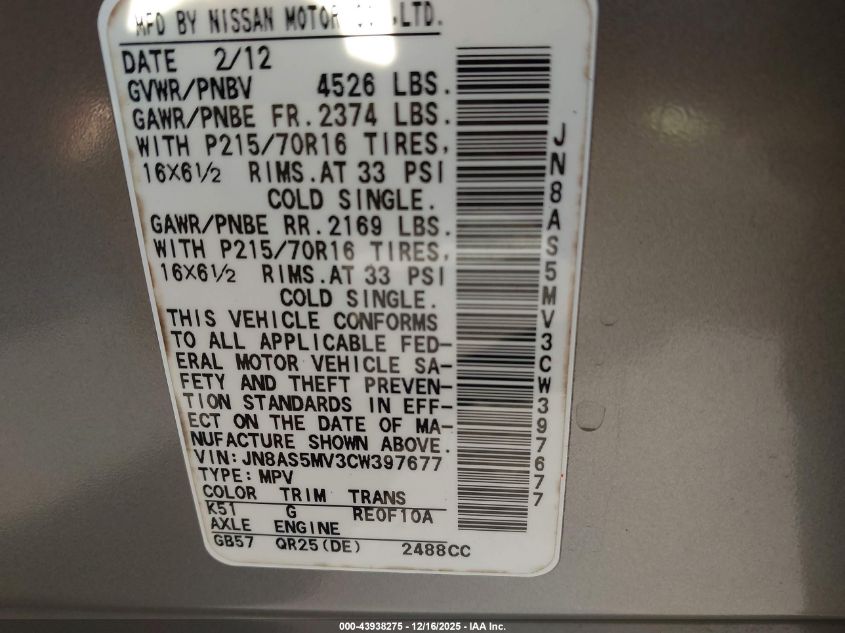 MFD BY NISSAN MOTOR CO.,LTD.
DATE 2/12
GVWR/PNBV 4526 LBS.
GAWR/PNBE FR.2374 LBS.
WITH P215/70R16 TIRES,
16X6½ RIMS.AT 33 PSI
COLD SINGLE.
GAWR/PNBE RR.2169 LBS.
WITH P215/70R16 TIRES,
16X6½ RIMS.AT 33 PSI
COLD SINGLE.
THIS VEHICLE CONFORMS
TO ALL APPLICABLE FED-
ERAL MOTOR VEHICLE SA-
FETY AND THEFT PREVEN-
TION STANDARDS IN EFF-
ECT ON THE DATE OF MA-
NUFACTURE SHOWN ABOVE.
VIN:JN8AS5MV3CW397677
TYPE:MPV
COLOR TRIM TRANS
K51 G RE0F10A
AXLE ENGINE
GB57 QR25(DE) 2488CC
JN8AS5MV3CW397677
000-43938275 - 12/16/2025 - IAA Inc.